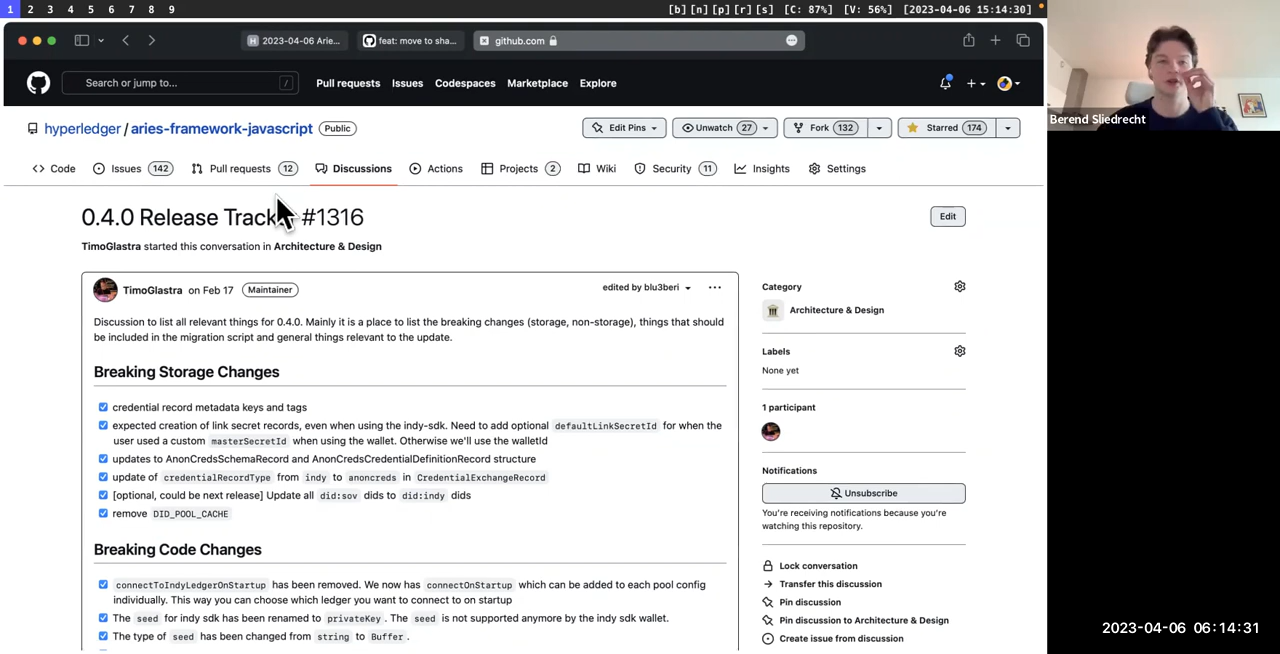 1 2 3 4 5 6 7 8 9 [b][n][p][r][s] [C: 87%] [V: 56%] [2023-04-06 15:14:30]
2023-04-06 Arie... feat: move to sha... github.com
Search or jump to... / Pull requests Issues Codespaces Marketplace Explore
hyperledger / aries-framework-javascript Public Edit Pins Unwatch 27 Fork 132 Starred 174
Berend Sliedrecht
Code Issues 142 Pull requests 12 Discussions Actions Projects 2 Wiki Security 11 Insights Settings
0.4.0 Release Track #1316
Edit
TimoGlastra started this conversation in Architecture & Design
TimoGlastra on Feb 17 Maintainer edited by blu3beri
Discussion to list all relevant things for 0.4.0. Mainly it is a place to list the breaking changes (storage, non-storage), things that should
be included in the migration script and general things relevant to the update.
Breaking Storage Changes
credential record metadata keys and tags
expected creation of link secret records, even when using the indy-sdk. Need to add optional defaultLinkSecretId for when the
user used a custom masterSecretId when using the wallet. Otherwise we'll use the walletId
updates to AnonCredsSchemaRecord and AnonCredsCredentialDefinitionRecord structure
update of credentialRecordType from indy to anoncreds in CredentialExchangeRecord
[optional, could be next release] Update all did:sov dids to did:indy dids
remove DID_POOL_CACHE
Breaking Code Changes
connectToIndyLedgerOnStartup has been removed. We now has connectOnStartup which can be added to each pool config
individually. This way you can choose which ledger you want to connect to on startup
The seed for indy sdk has been renamed to privateKey. The seed is not supported anymore by the indy sdk wallet.
The type of seed has been changed from string to Buffer.
Category
Architecture & Design
Labels
None yet
1 participant
Notifications
Unsubscribe
You're receiving notifications because you're
watching this repository.
Lock conversation
Transfer this discussion
Pin discussion
Pin discussion to Architecture & Design
Create issue from discussion
2023-04-06 06:14:31